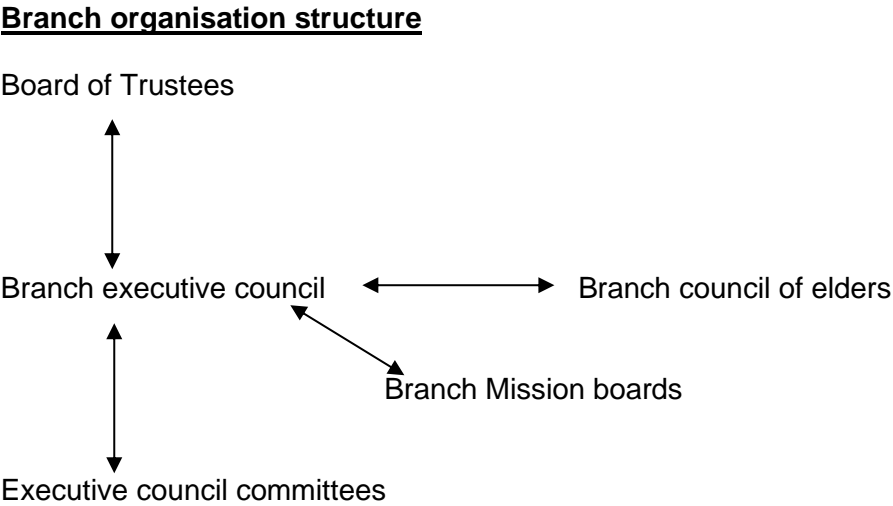 Branch organisation structure
Board of Trustees
Branch executive council
Branch council of elders
Branch Mission boards
Executive council committees